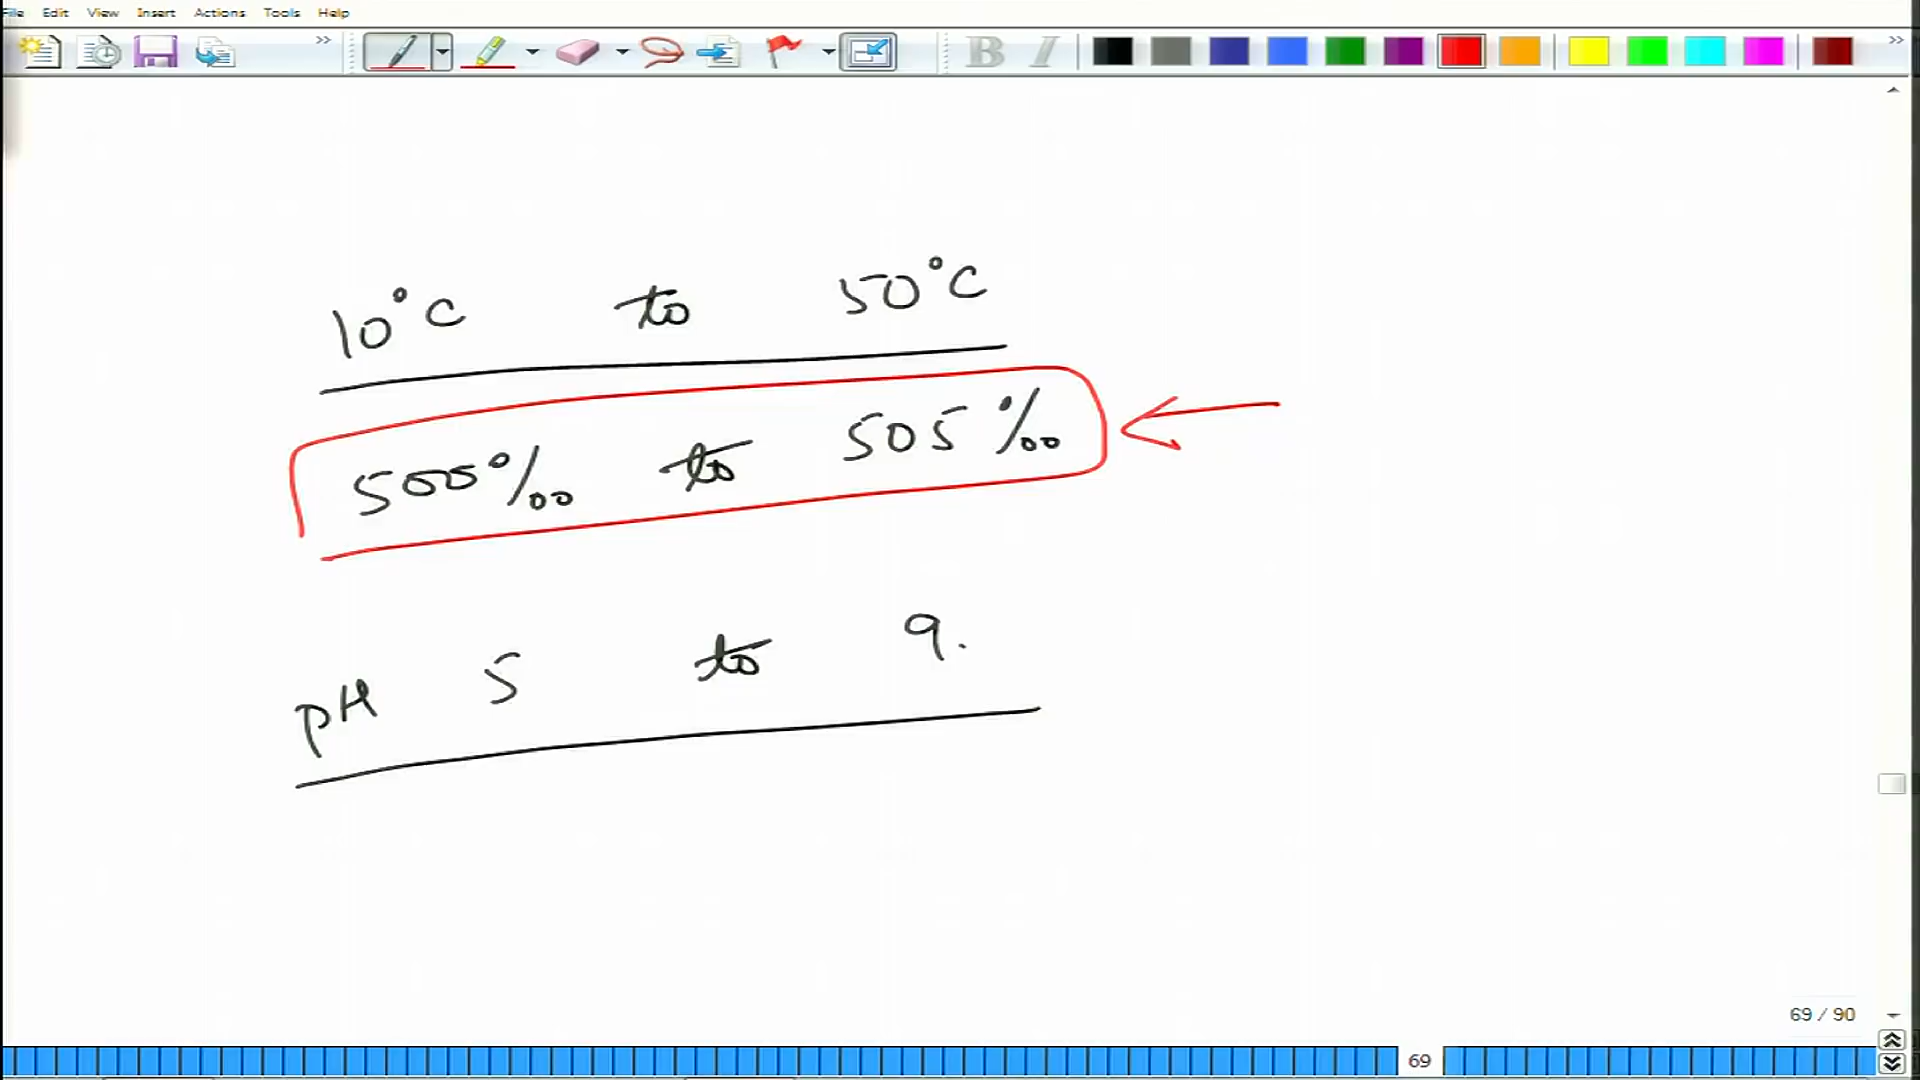 File Edit View Insert Actions Tools Help
B I
10°C to 50°C
500‰ to 505‰
pH 5 to 9.
69 / 90
69